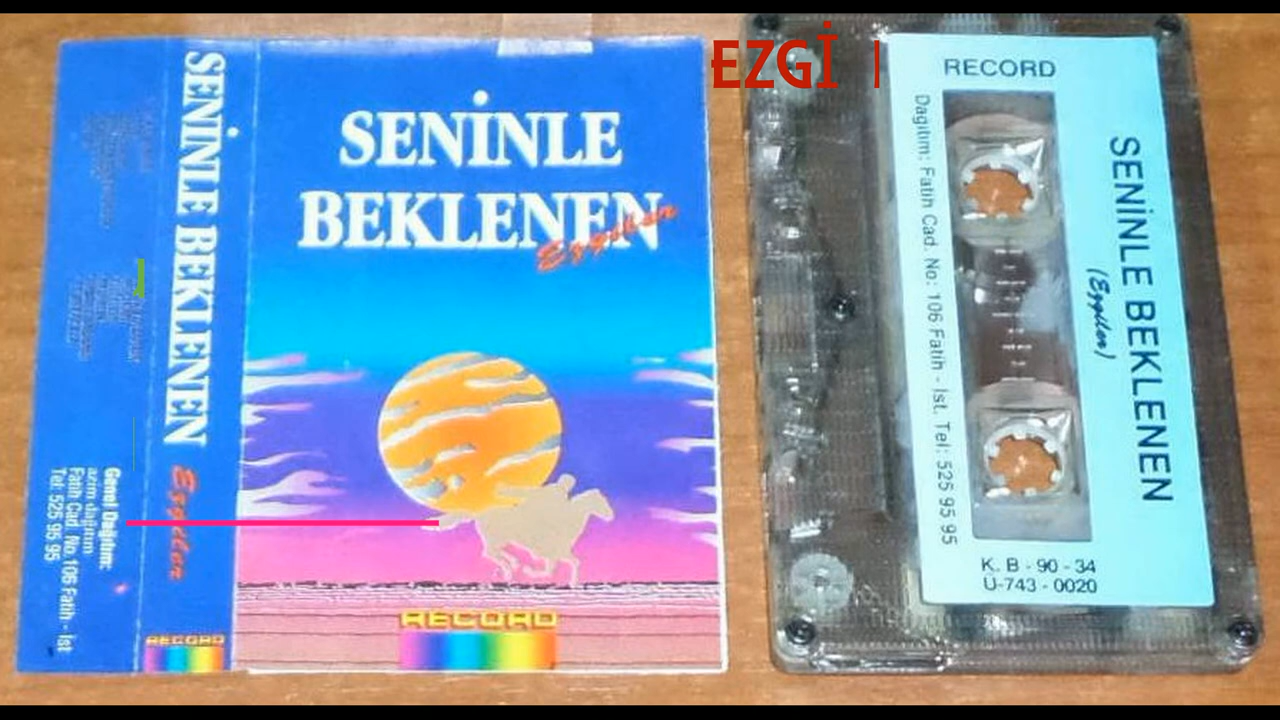 SENİNLE BEKLENEN
Ezgiler
RECORD
Genel Dağıtım:
azim dağıtım
Fatih Cad. No. 106 Fatih - İst
Tel: 525 95 95
SENİNLE
BEKLENEN
Ezgiler
RECORD
EZGİ
RECORD
SENİNLE BEKLENEN
(Ezgiler)
Dağıtım: Fatih Cad. No: 106 Fatih - İst. Tel: 525 95 95
K. B - 90 - 34
U-743 - 0020